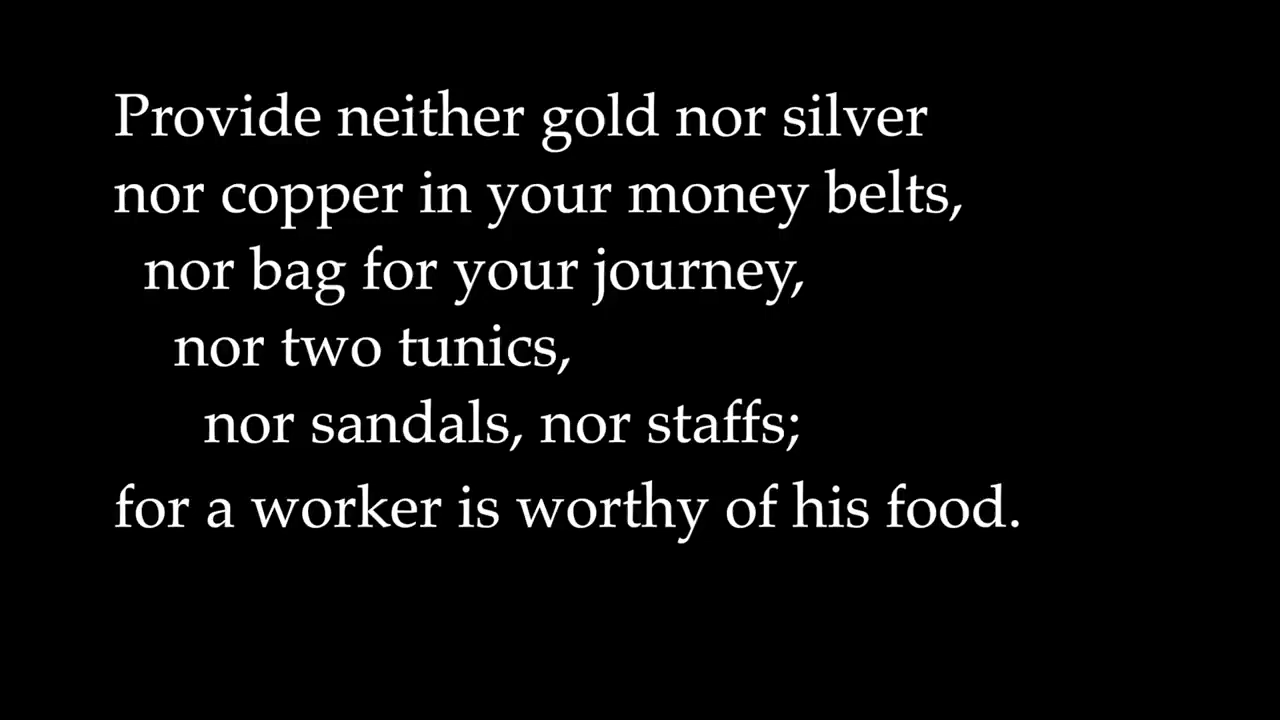 Provide neither gold nor silver
nor copper in your money belts,
nor bag for your journey,
nor two tunics,
nor sandals, nor staffs;
for a worker is worthy of his food.